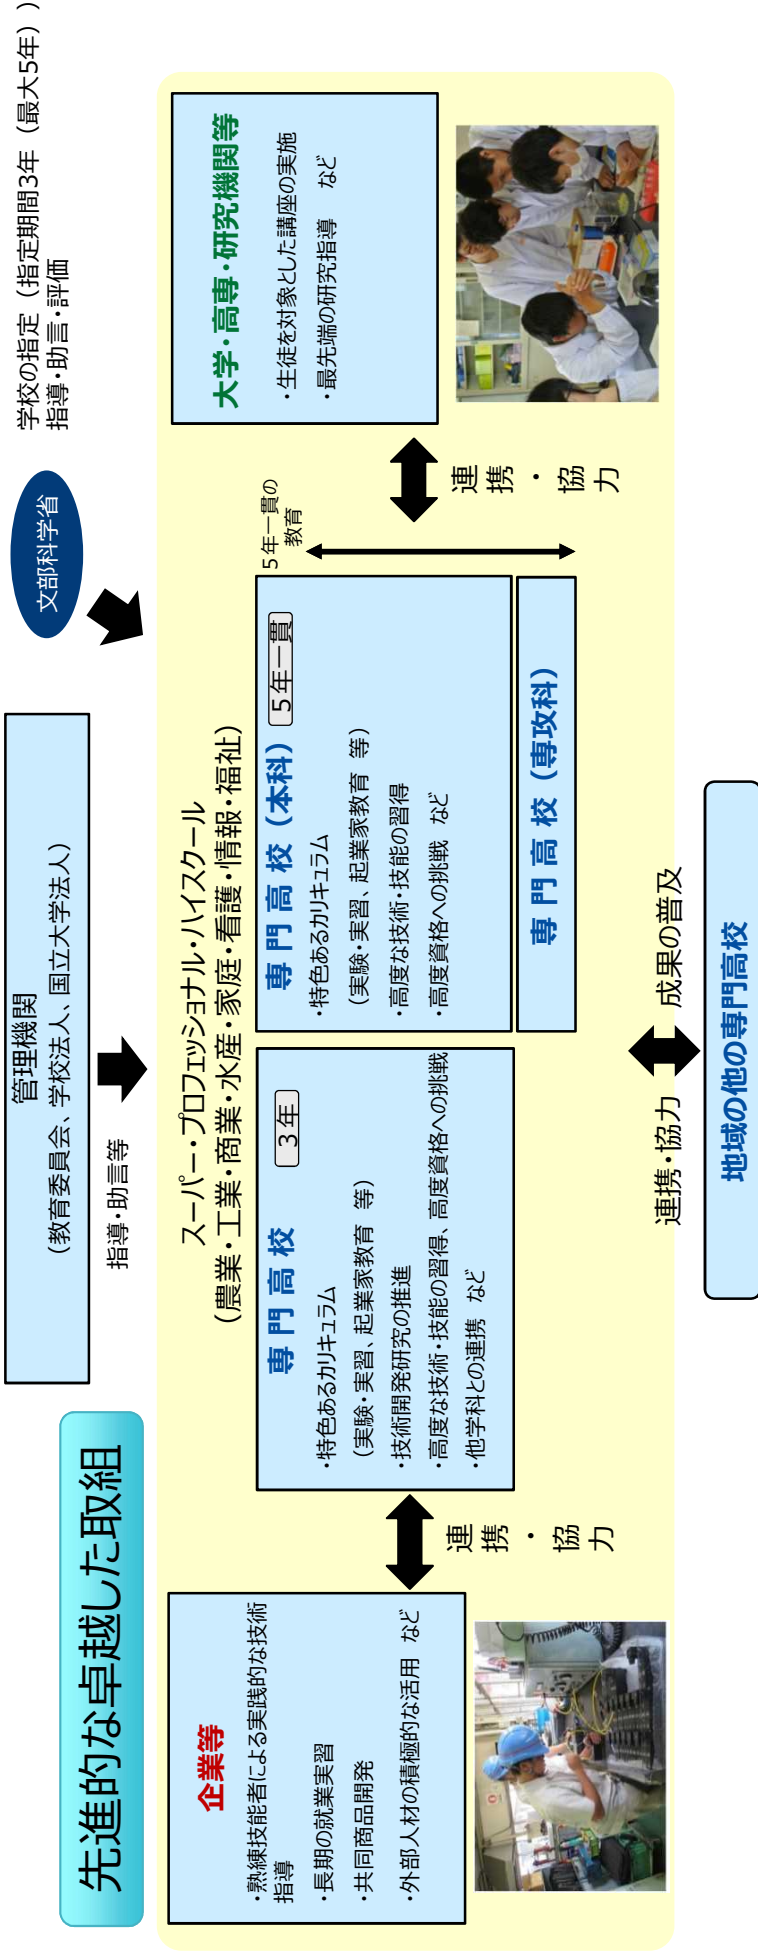 先進的な卓越した取組
管理機関
（教育委員会、学校法人、国立大学法人）
指導・助言等
文部科学省
学校の指定（指定期間3年（最大5年））
指導・助言・評価
スーパー・プロフェッショナル・ハイスクール
（農業・工業・商業・水産・家庭・看護・情報・福祉）
企業等
・熟練技能者による実践的な技術
指導
・長期の就業実習
・共同商品開発
・外部人材の積極的な活用　など
連携・協力
専門高校
３年
・特色あるカリキュラム
（実験・実習、起業家教育　等）
・技術開発研究の推進
・高度な技術・技能の習得、高度資格への挑戦
・他学科との連携　など
専門高校（本科）
５年一貫
・特色あるカリキュラム
（実験・実習、起業家教育　等）
・高度な技術・技能の習得
・高度資格への挑戦　など
専門高校（専攻科）
５年一貫の
教育
連携・協力
大学・高専・研究機関等
・生徒を対象とした講座の実施
・最先端の研究指導　など
連携・協力
成果の普及
地域の他の専門高校